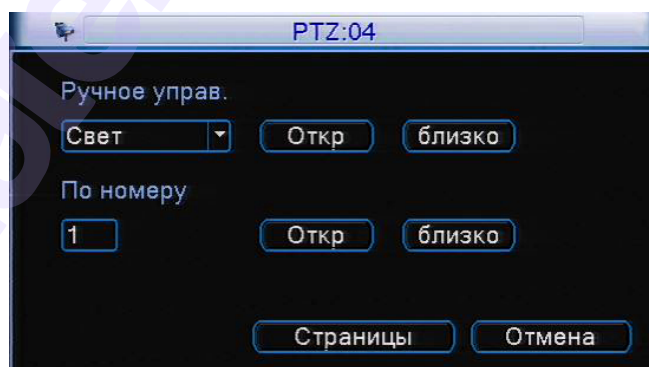 PTZ:04
Ручное управ.
Свет Откр близко
По номеру
1 Откр близко
Страницы Отмена